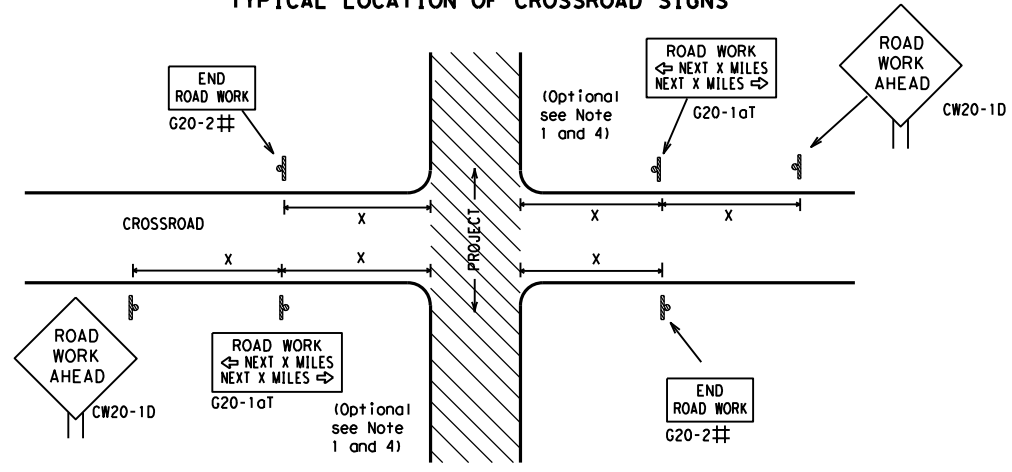 TYPICAL LOCATION OF CROSSROAD SIGNS
END
ROAD WORK
G20-2⌗
(Optional
see Note
1 and 4)
ROAD WORK
⇦ NEXT X MILES
NEXT X MILES ⇨
G20-1aT
ROAD
WORK
AHEAD
CW20-1D
X
X
X
CROSSROAD
PROJECT
X
X
X
ROAD
WORK
AHEAD
CW20-1D
ROAD WORK
⇦ NEXT X MILES
NEXT X MILES ⇨
G20-1aT
(Optional
see Note
1 and 4)
END
ROAD WORK
G20-2⌗